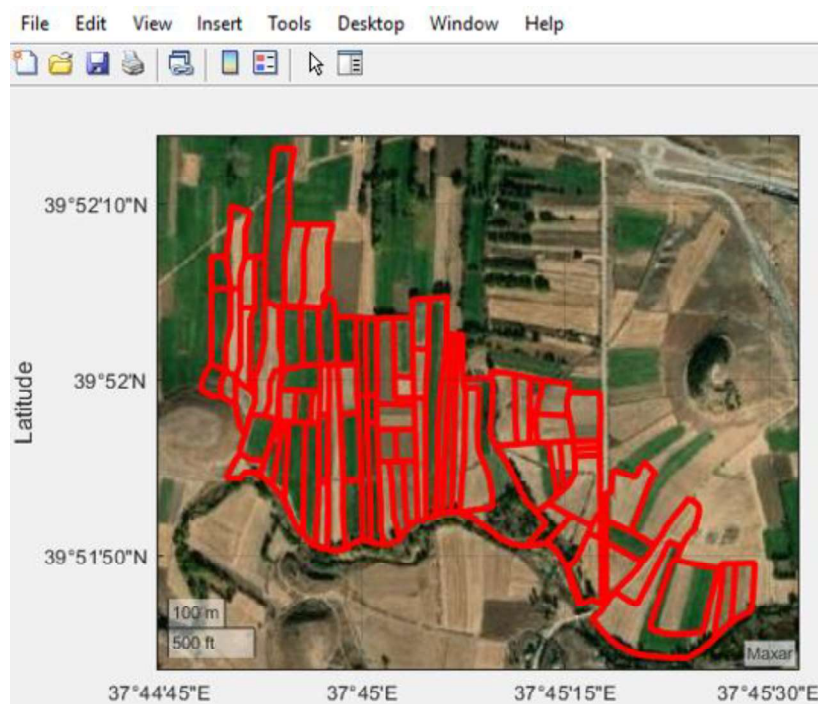 File Edit View Insert Tools Desktop Window Help
39°52'10"N
39°52'N
39°51'50"N
Latitude
100 m
500 ft
Maxar
37°44'45"E 37°45'E 37°45'15"E 37°45'30"E